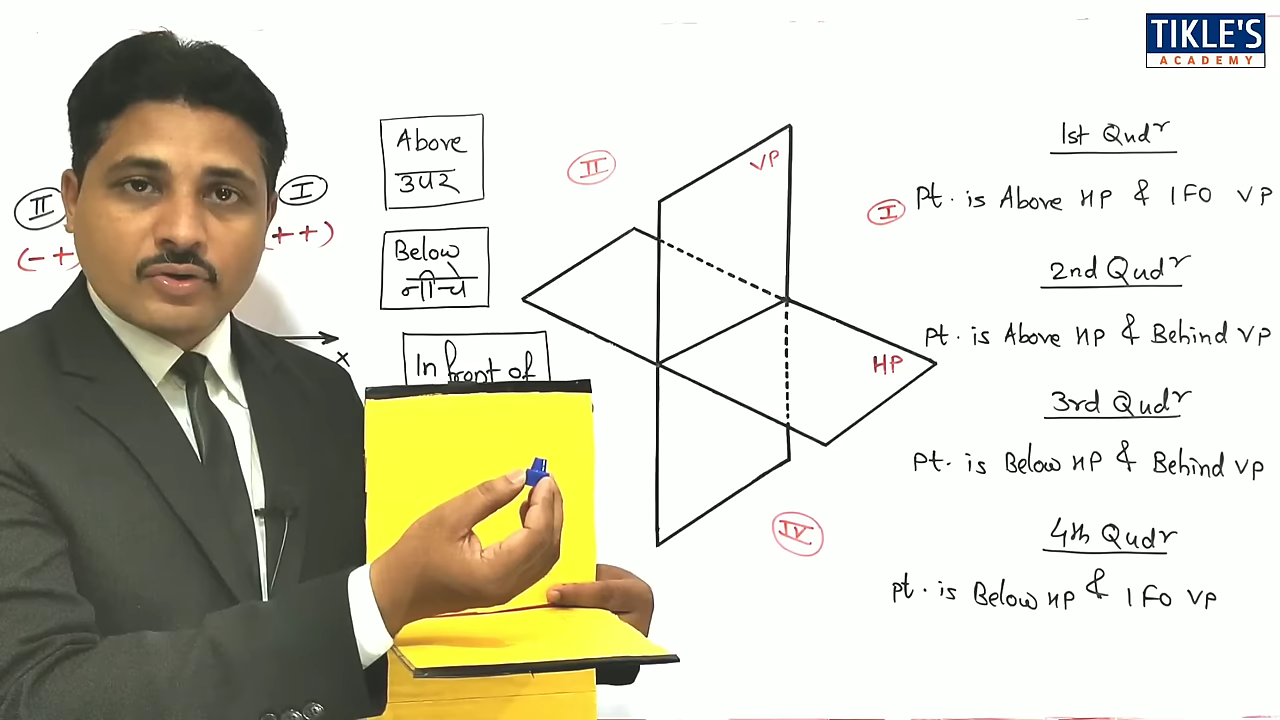 TIKLE'S
ACADEMY
II
(-+
I
++)
x
Above
उपर
Below
नीचे
In front of
II
VP
I
HP
IV
1st Qudr
Pt. is Above HP & IFO VP
2nd Qudr
Pt. is Above HP & Behind VP
3rd Qudr
Pt. is Below HP & Behind VP
4th Qudr
Pt. is Below HP & IFO VP